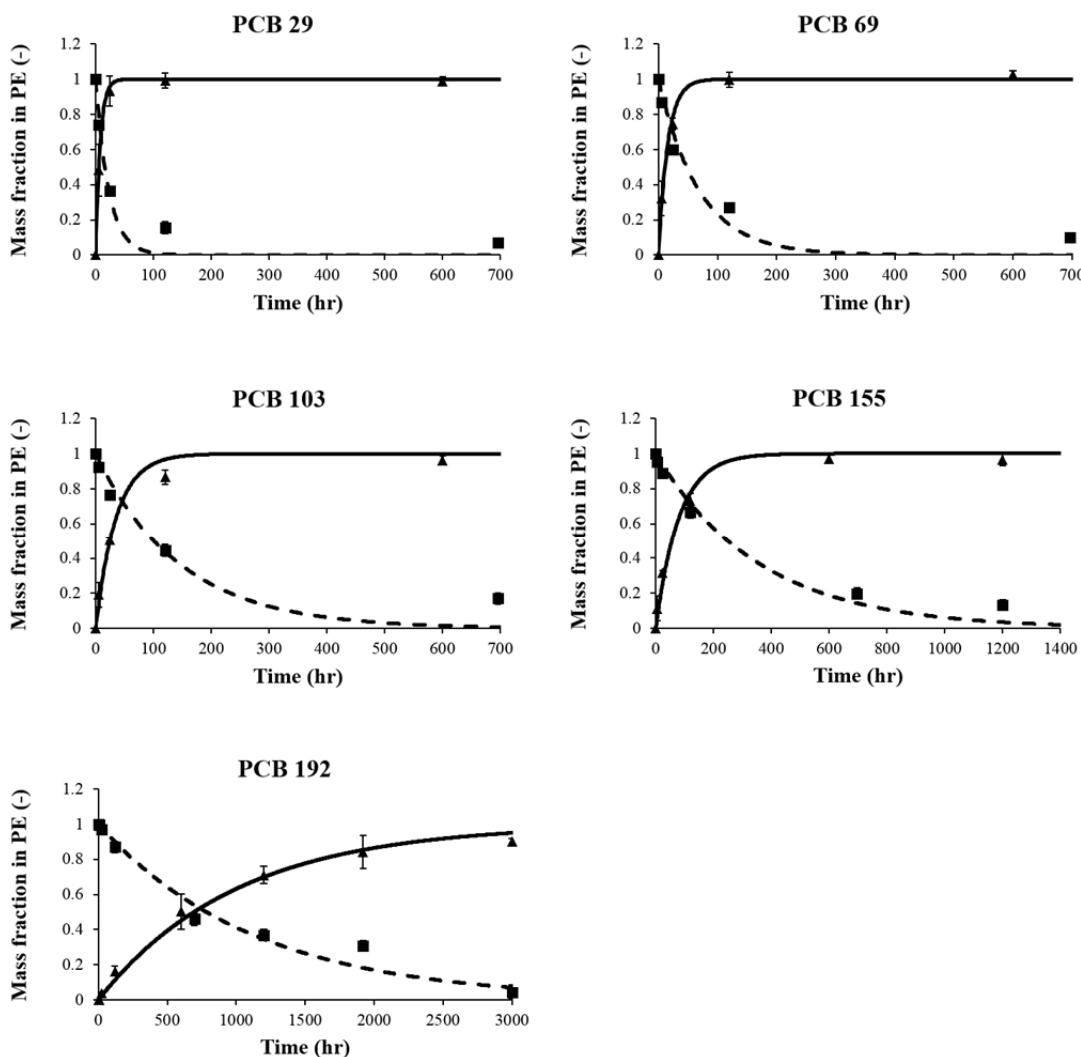 PCB 29
Mass fraction in PE (-)
1.2
1
0.8
0.6
0.4
0.2
0
0 100 200 300 400 500 600 700
Time (hr)
PCB 69
Mass fraction in PE (-)
1.2
1
0.8
0.6
0.4
0.2
0
0 100 200 300 400 500 600 700
Time (hr)
PCB 103
Mass fraction in PE (-)
1.2
1
0.8
0.6
0.4
0.2
0
0 100 200 300 400 500 600 700
Time (hr)
PCB 155
Mass fraction in PE (-)
1.2
1
0.8
0.6
0.4
0.2
0
0 200 400 600 800 1000 1200 1400
Time (hr)
PCB 192
Mass fraction in PE (-)
1.2
1
0.8
0.6
0.4
0.2
0
0 500 1000 1500 2000 2500 3000
Time (hr)